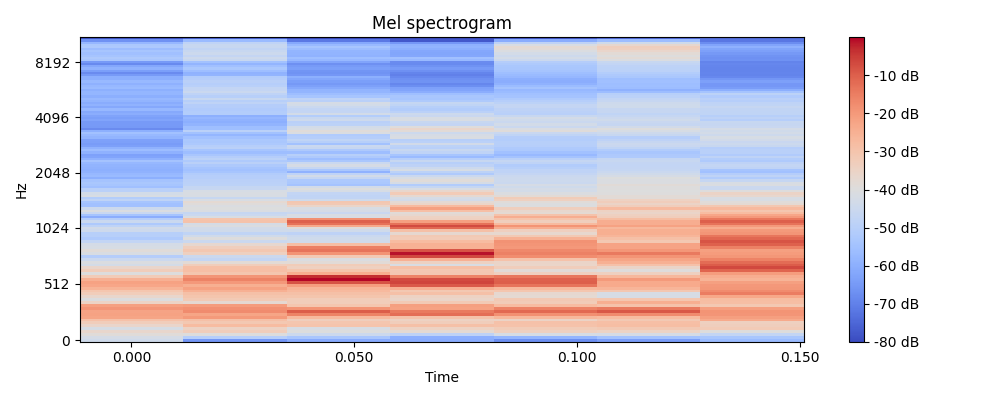 Mel spectrogram
8192
4096
2048
1024
512
0
Hz
0.000
0.050
0.100
0.150
Time
-10 dB
-20 dB
-30 dB
-40 dB
-50 dB
-60 dB
-70 dB
-80 dB